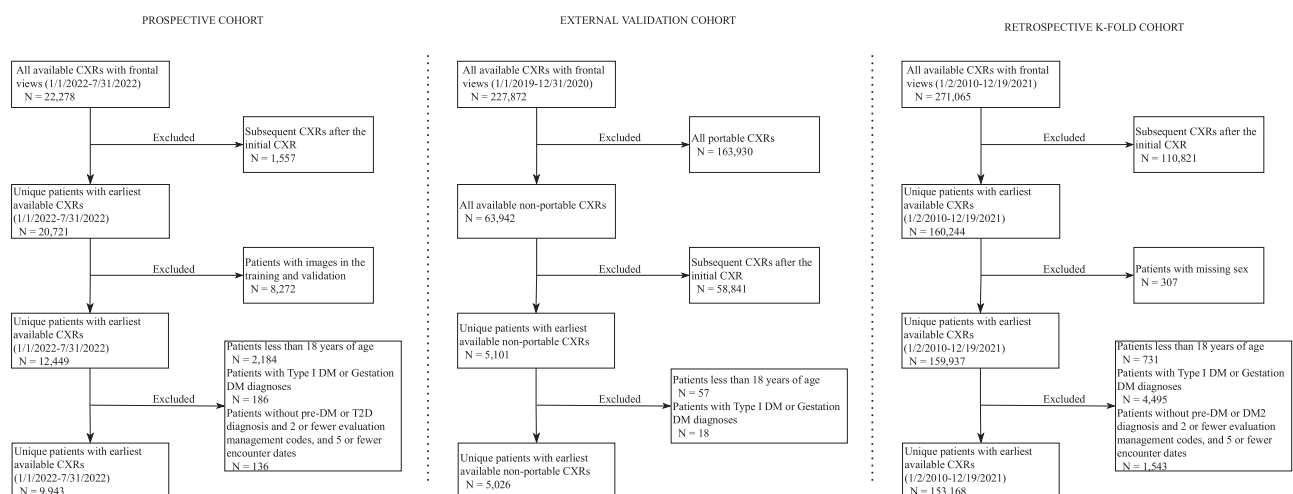 PROSPECTIVE COHORT
All available CXRs with frontal
views (1/1/2022-7/31/2022)
N = 22,278
Excluded
Subsequent CXRs after the
initial CXR
N = 1,557
Unique patients with earliest
available CXRs
(1/1/2022-7/31/2022)
N = 20,721
Excluded
Patients with images in the
training and validation
N = 8,272
Unique patients with earliest
available CXRs
(1/1/2022-7/31/2022)
N = 12,449
Excluded
Patients less than 18 years of age
N = 2,184
Patients with Type I DM or Gestation
DM diagnoses
N = 186
Patients without pre-DM or T2D
diagnosis and 2 or fewer evaluation
management codes, and 5 or fewer
encounter dates
N = 136
Unique patients with earliest
available CXRs
(1/1/2022-7/31/2022)
N = 9,943
EXTERNAL VALIDATION COHORT
All available CXRs with frontal
views (1/1/2019-12/31/2020)
N = 227,872
Excluded
All portable CXRs
N = 163,930
All available non-portable CXRs
N = 63,942
Excluded
Subsequent CXRs after the
initial CXR
N = 58,841
Unique patients with earliest
available non-portable CXRs
N = 5,101
Excluded
Patients less than 18 years of age
N = 57
Patients with Type I DM or Gestation
DM diagnoses
N = 18
Unique patients with earliest
available non-portable CXRs
N = 5,026
RETROSPECTIVE K-FOLD COHORT
All available CXRs with frontal
views (1/2/2010-12/19/2021)
N = 271,065
Excluded
Subsequent CXRs after the
initial CXR
N = 110,821
Unique patients with earliest
available CXRs
(1/2/2010-12/19/2021)
N = 160,244
Excluded
Patients with missing sex
N = 307
Unique patients with earliest
available CXRs
(1/2/2010-12/19/2021)
N = 159,937
Excluded
Patients less than 18 years of age
N = 731
Patients with Type I DM or Gestation
DM diagnoses
N = 4,495
Patients without pre-DM or DM2
diagnosis and 2 or fewer evaluation
management codes, and 5 or fewer
encounter dates
N = 1,543
Unique patients with earliest
available CXRs
(1/2/2010-12/19/2021)
N = 153,168